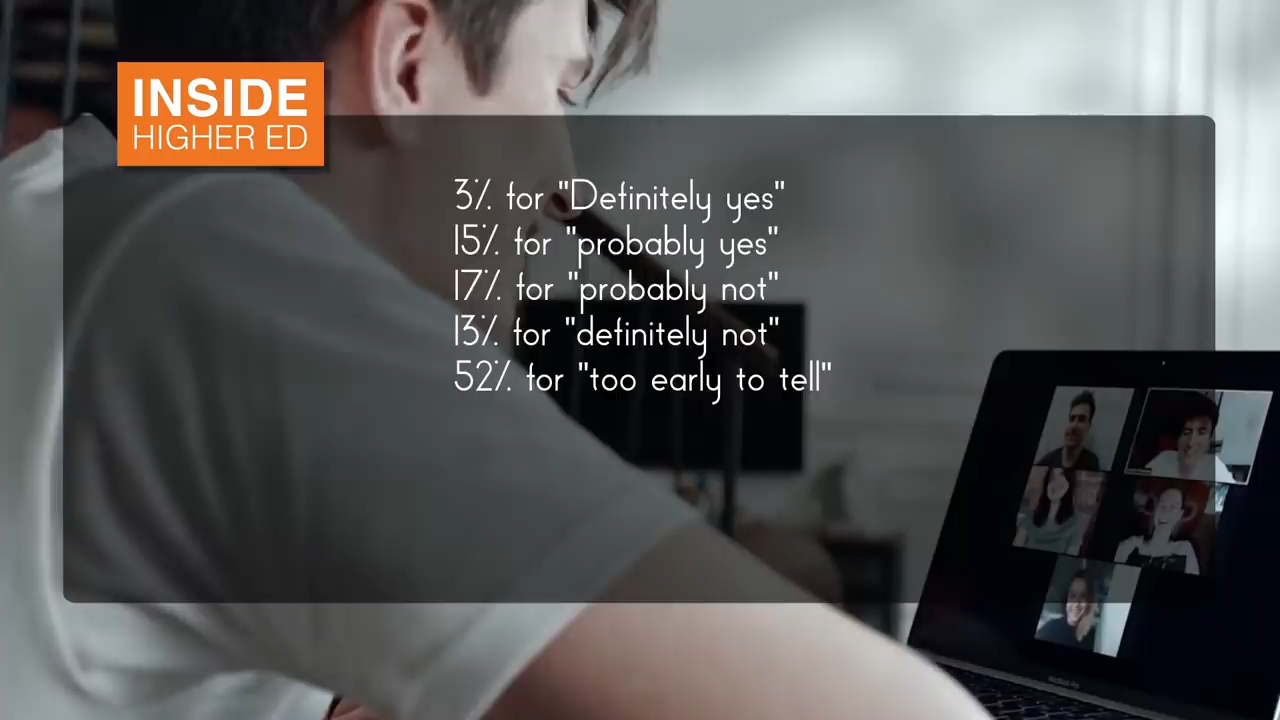 INSIDE
HIGHER ED
3% for "Definitely yes"
15% for "probably yes"
17% for "probably not"
13% for "definitely not"
52% for "too early to tell"